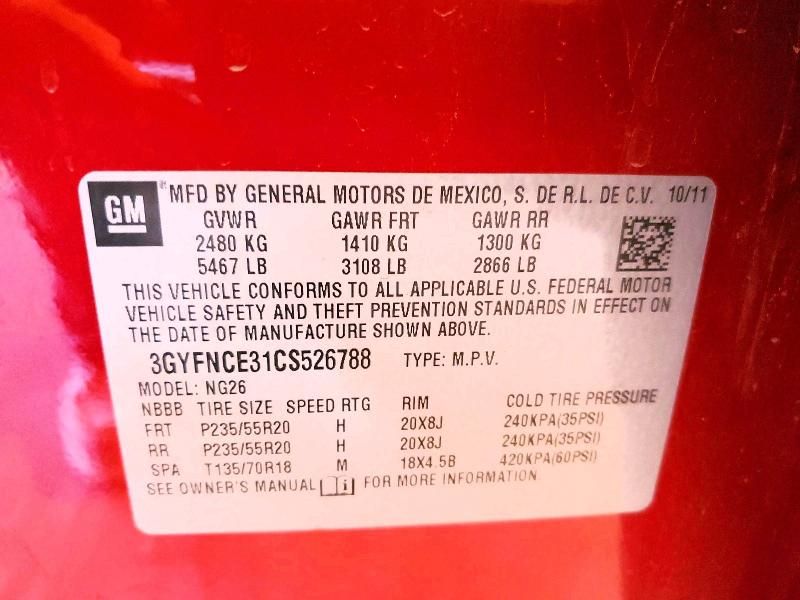 GM MFD BY GENERAL MOTORS DE MEXICO, S. DE R.L. DE C.V. 10/11
GVWR GAWR FRT GAWR RR
2480 KG 1410 KG 1300 KG
5467 LB 3108 LB 2866 LB
THIS VEHICLE CONFORMS TO ALL APPLICABLE U.S. FEDERAL MOTOR
VEHICLE SAFETY AND THEFT PREVENTION STANDARDS IN EFFECT ON
THE DATE OF MANUFACTURE SHOWN ABOVE.
3GYFNCE31CS526788 TYPE: M.P.V.
MODEL: NG26
NBBB TIRE SIZE SPEED RTG RIM COLD TIRE PRESSURE
FRT P235/55R20 H 20X8J 240KPA(35PSI)
RR P235/55R20 H 20X8J 240KPA(35PSI)
SPA T135/70R18 M 18X4.5B 420KPA(60PSI)
SEE OWNER'S MANUAL i FOR MORE INFORMATION